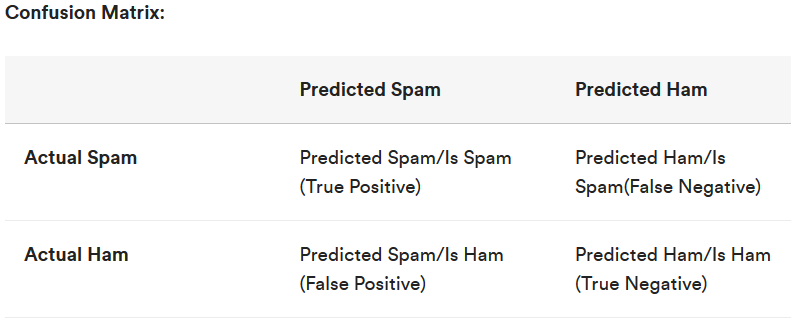 Confusion Matrix:
Predicted Spam Predicted Ham
Actual Spam Predicted Spam/Is Spam Predicted Ham/Is
(True Positive) Spam(False Negative)
Actual Ham Predicted Spam/Is Ham Predicted Ham/Is Ham
(False Positive) (True Negative)